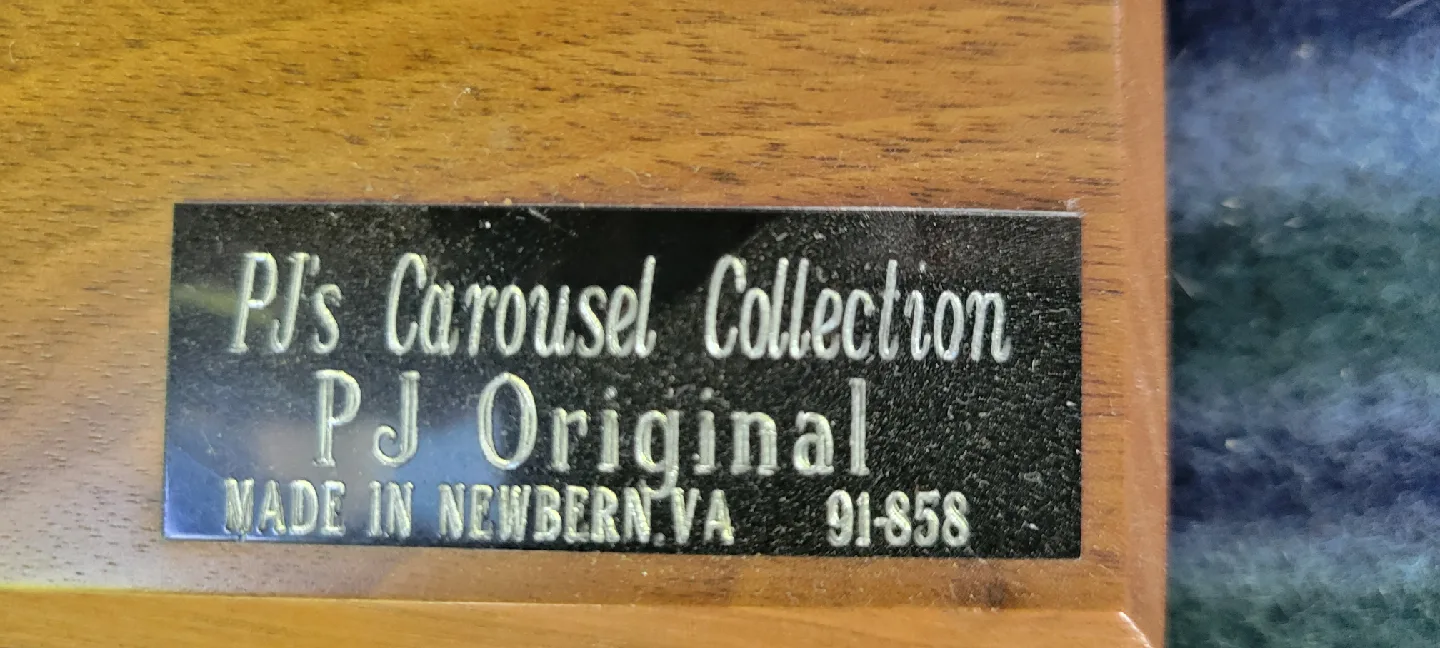 PJ's Carousel Collection
PJ Original
MADE IN NEWBERN, VA 91-858